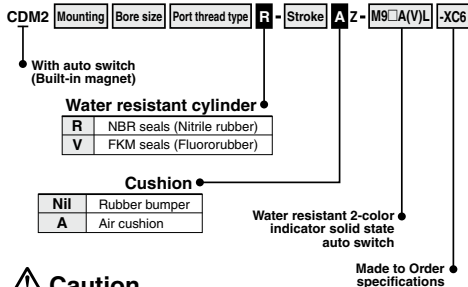 CDM2 Mounting Bore size Port thread type R - Stroke A Z - M9□A(V)L -XC6
With auto switch
(Built-in magnet)
Water resistant cylinder
R NBR seals (Nitrile rubber)
V FKM seals (Fluororubber)
Cushion
Nil Rubber bumper
A Air cushion
Water resistant 2-color
indicator solid state
auto switch
Made to Order
specifications
Caution